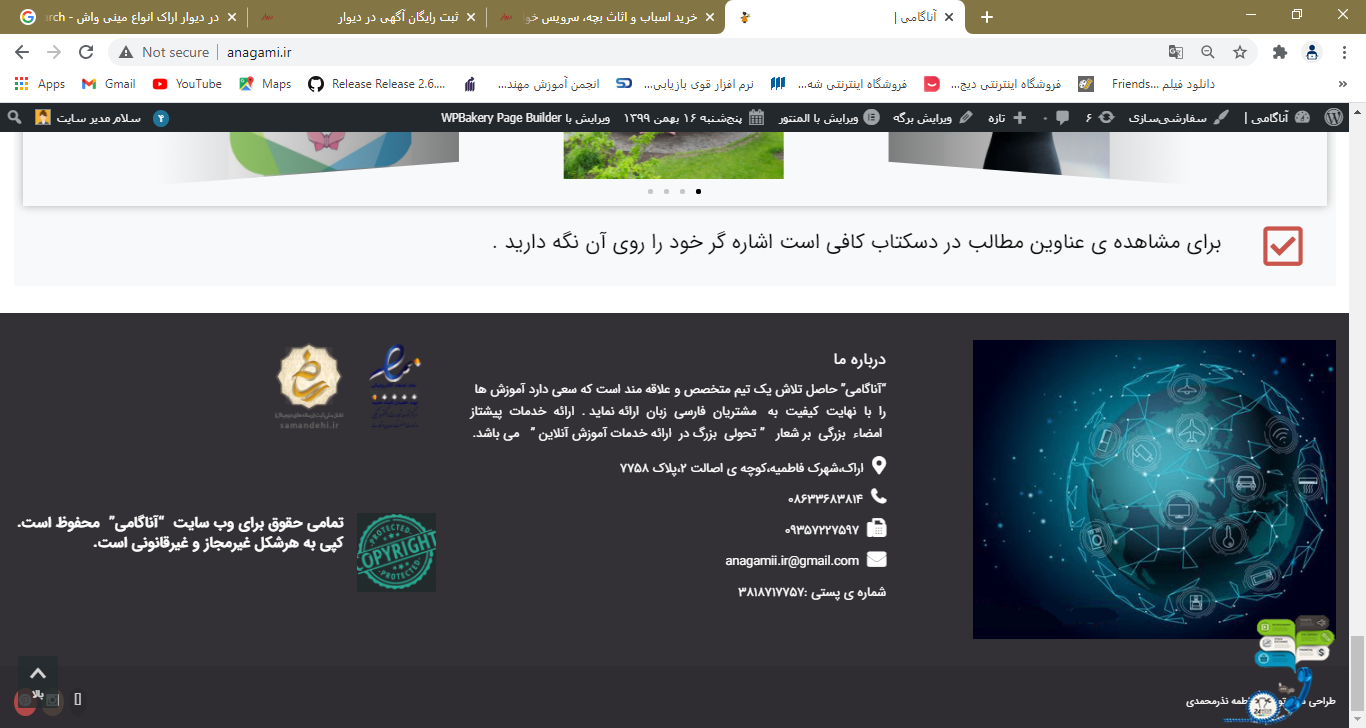 در دیوار اراک انواع مینی واش - rch
ثبت رایگان آگهی در دیوار
خرید اسباب و اثاث بچه، سرویس خو
آناگامی |
Not secure | anagami.ir
Apps Gmail YouTube Maps Release Release 2.6.... انجمن آموزش مهند... نرم افزار قوی بازیابی... فروشگاه اینترنتی شه... فروشگاه اینترنتی دیج... دانلود فیلم Friends... »
آناگامی | سفارشی‌سازی ۶ ۰ تازه ویرایش برگه ویرایش با المنتور پنج‌شنبه ۱۶ بهمن ۱۳۹۹ ویرایش با WPBakery Page Builder
۴ سلام مدیر سایت
برای مشاهده ی عناوین مطالب در دسکتاب کافی است اشاره گر خود را روی آن نگه دارید .
درباره ما
“آناگامی” حاصل تلاش یک تیم متخصص و علاقه مند است که سعی دارد آموزش ها
را با نهایت کیفیت به مشتریان فارسی زبان ارائه نماید . ارائه خدمات پیشتاز
امضاء بزرگی بر شعار ” تحولی بزرگ در ارائه خدمات آموزش آنلاین ” می باشد.
اراک،شهرک فاطمیه،کوچه ی اصالت ۲،پلاک ۷۷۵۸
۰۸۶۳۳۶۸۳۸۱۴
۰۹۳۵۷۲۲۷۵۹۷
anagamii.ir@gmail.com
شماره ی پستی :۳۸۱۸۷۱۷۷۵۷
samandehi.ir
PROTECTED
COPYRIGHT
PROTECTED
تمامی حقوق برای وب سایت “آناگامی” محفوظ است.
کپی به هرشکل غیرمجاز و غیرقانونی است.
بالا
طراحی
نذرمحمدی
24